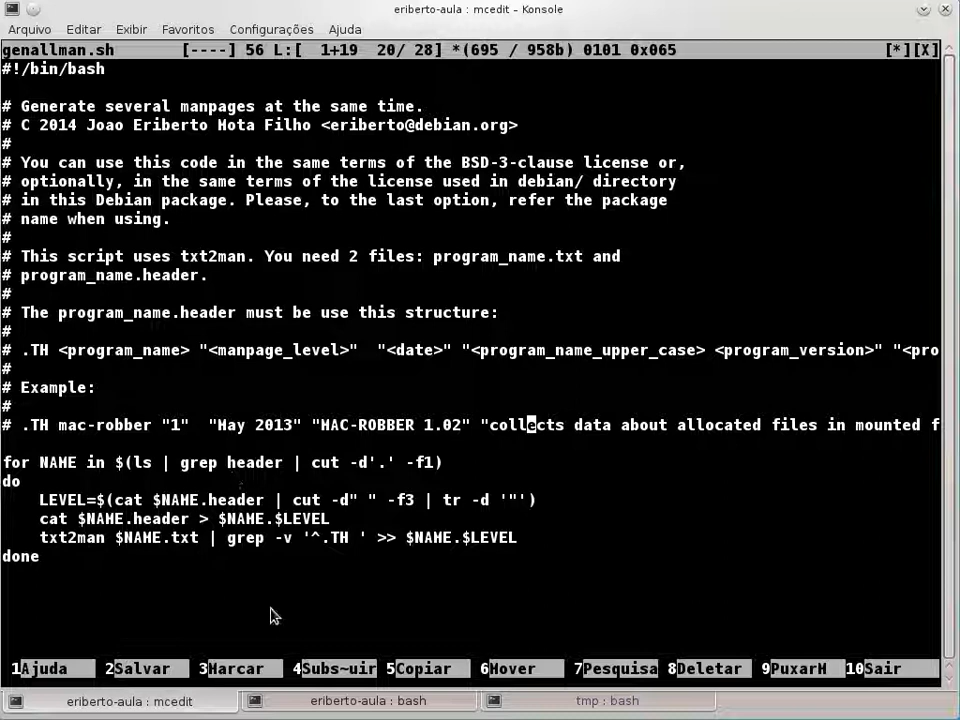 eriberto-aula : mcedit – Konsole
Arquivo Editar Exibir Favoritos Configurações Ajuda
genallman.sh [----] 56 L:[ 1+19 20/ 28] *(695 / 958b) 0101 0x065 [*][X]
#!/bin/bash
# Generate several manpages at the same time.
# C 2014 Joao Eriberto Mota Filho <eriberto@debian.org>
#
# You can use this code in the same terms of the BSD-3-clause license or,
# optionally, in the same terms of the license used in debian/ directory
# in this Debian package. Please, to the last option, refer the package
# name when using.
#
# This script uses txt2man. You need 2 files: program_name.txt and
# program_name.header.
#
# The program_name.header must be use this structure:
#
# .TH <program_name> "<manpage_level>"  "<date>" "<program_name_upper_case> <program_version>" "<pro
#
# Example:
#
# .TH mac-robber "1"  "May 2013" "MAC-ROBBER 1.02" "collects data about allocated files in mounted f
for NAME in $(ls | grep header | cut -d'.' -f1)
do
    LEVEL=$(cat $NAME.header | cut -d" " -f3 | tr -d '"')
    cat $NAME.header > $NAME.$LEVEL
    txt2man $NAME.txt | grep -v '^.TH ' >> $NAME.$LEVEL
done
1Ajuda 2Salvar 3Marcar 4Subs~uir 5Copiar 6Mover 7Pesquisa 8Deletar 9PuxarM 10Sair
eriberto-aula : mcedit eriberto-aula : bash tmp : bash